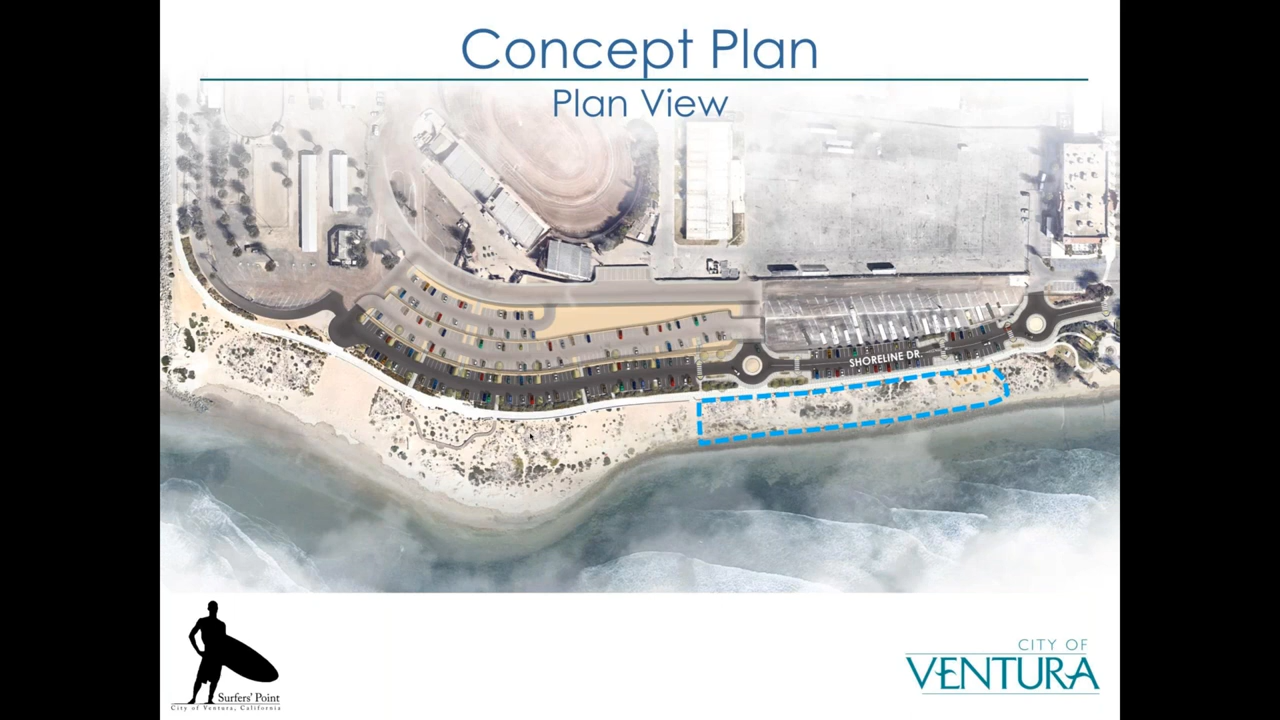 Concept Plan
Plan View
SHORELINE DR.
Surfers' Point
City of Ventura, California
CITY OF
VENTURA